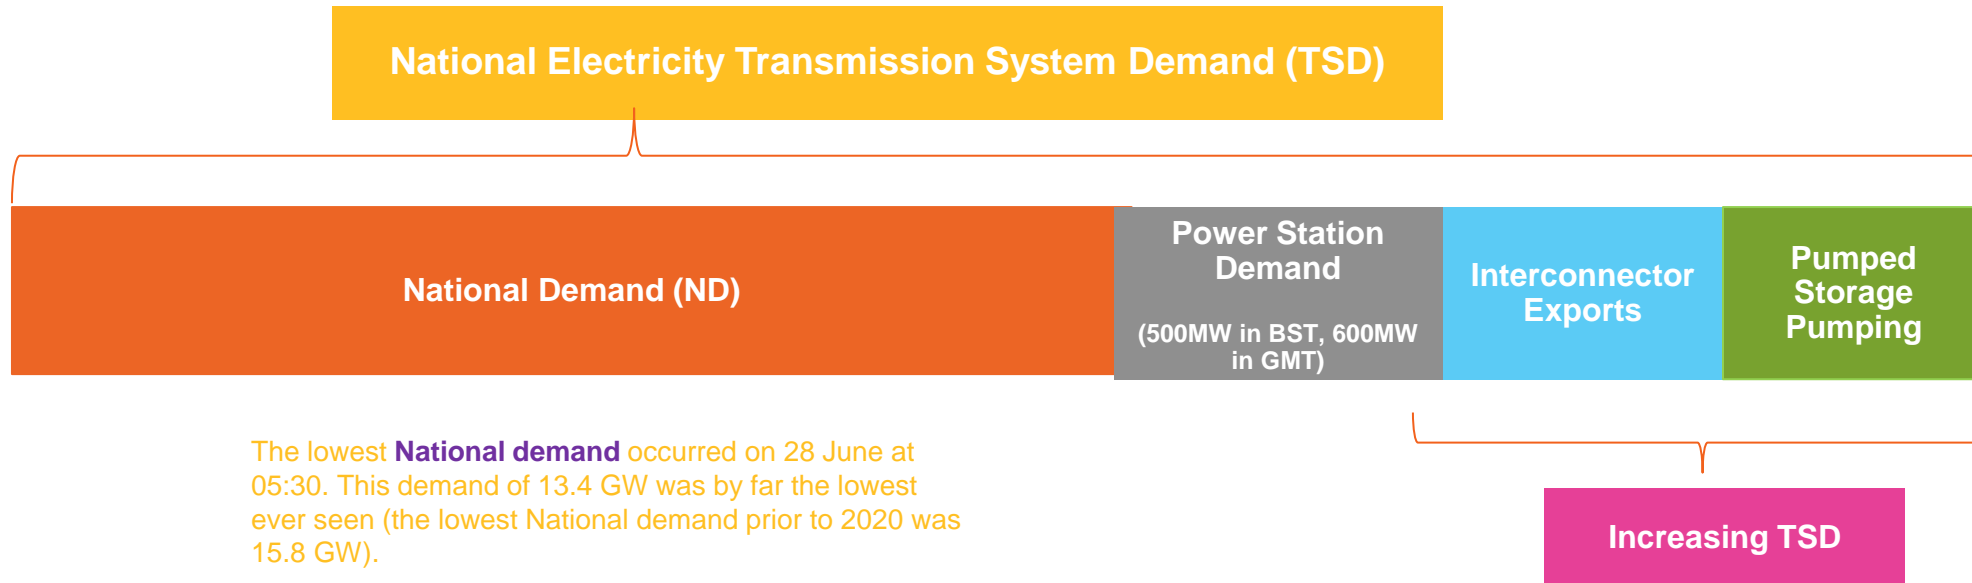 National Electricity Transmission System Demand (TSD)
National Demand (ND)
Power Station
Demand
(500MW in BST, 600MW
in GMT)
Interconnector
Exports
Pumped
Storage
Pumping
The lowest National demand occurred on 28 June at
05:30. This demand of 13.4 GW was by far the lowest
ever seen (the lowest National demand prior to 2020 was
15.8 GW).
Increasing TSD